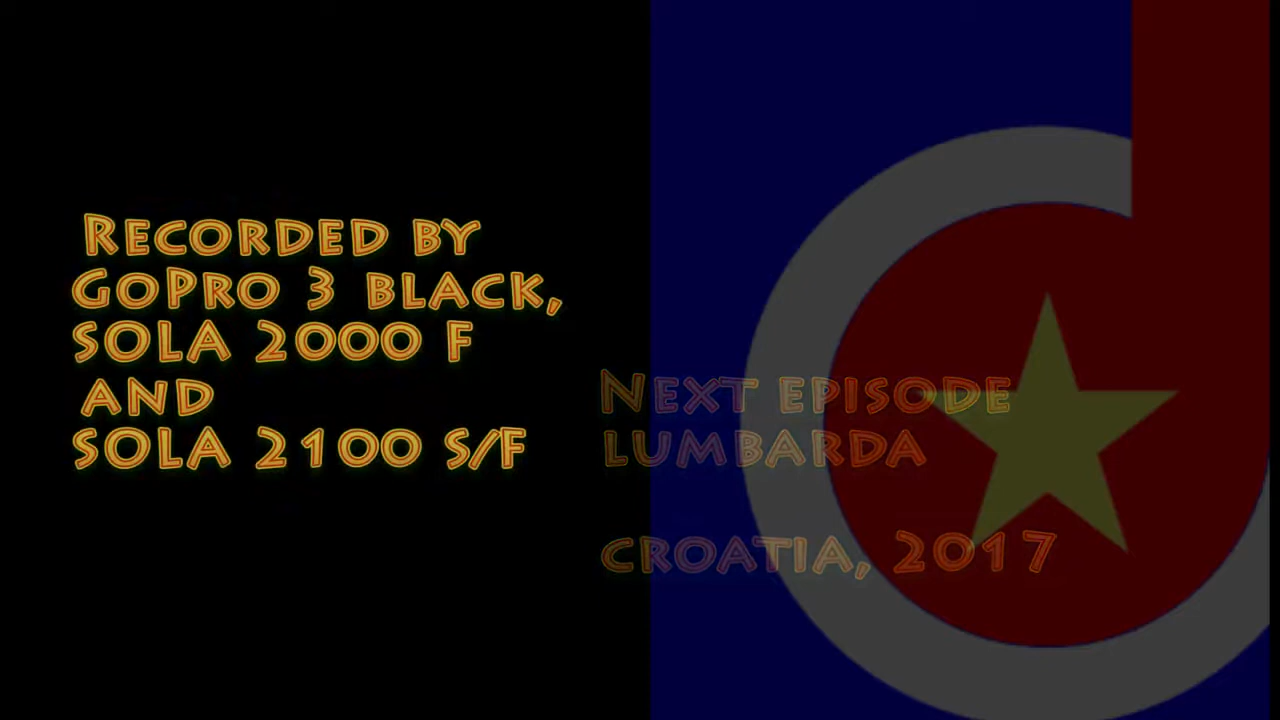 Recorded by
GoPro 3 black,
sola 2000 f
and
sola 2100 s/f
Next episode
lumbarda
croatia, 2017